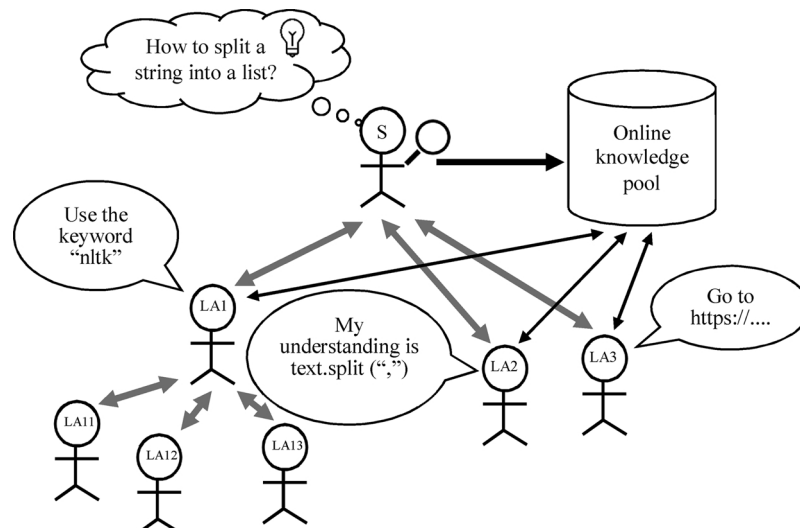 How to split a
string into a list?
S
Online
knowledge
pool
Use the
keyword
“nltk”
LA1
My
understanding is
text.split (“,”)
LA2
LA3
Go to
https://....
LA11
LA12
LA13